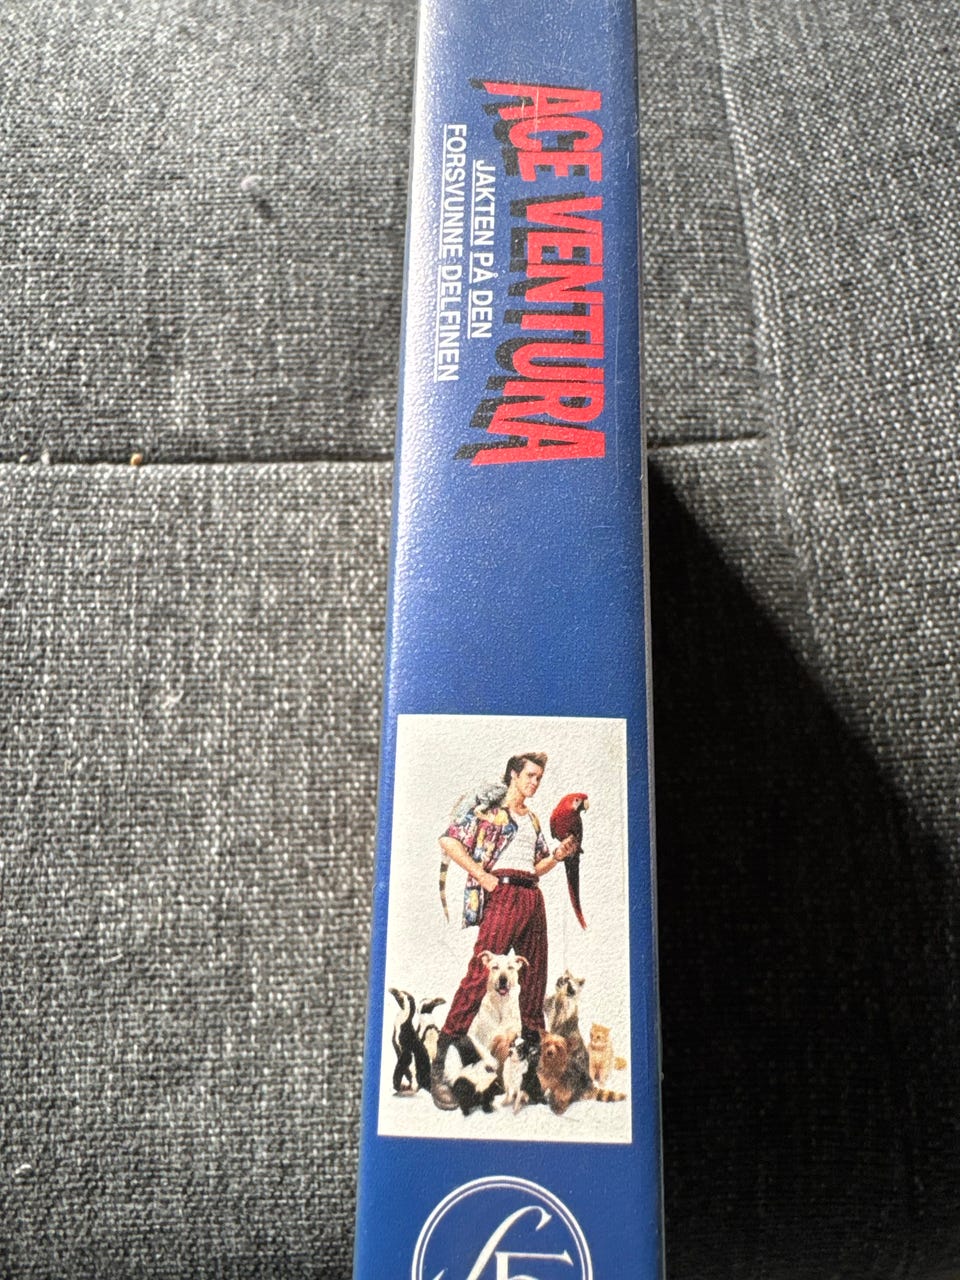 ACE VENTURA
JAKTEN PÅ DEN
FORSVUNNE DELFINEN